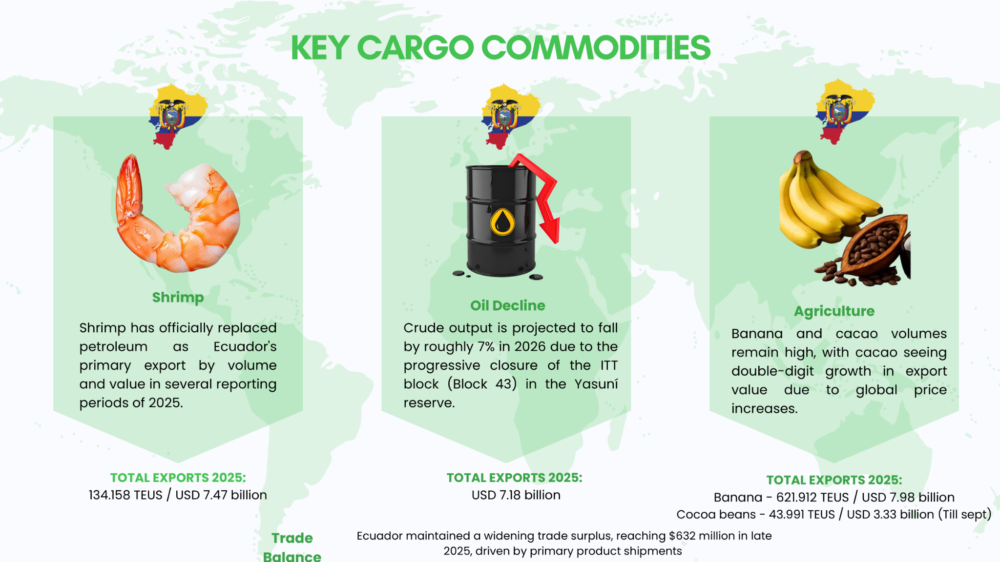 KEY CARGO COMMODITIES
Shrimp
Shrimp has officially replaced
petroleum as Ecuador's
primary export by volume
and value in several reporting
periods of 2025.
TOTAL EXPORTS 2025:
134.158 TEUS / USD 7.47 billion
Oil Decline
Crude output is projected to fall
by roughly 7% in 2026 due to the
progressive closure of the ITT
block (Block 43) in the Yasuní
reserve.
TOTAL EXPORTS 2025:
USD 7.18 billion
Agriculture
Banana and cacao volumes
remain high, with cacao seeing
double-digit growth in export
value due to global price
increases.
TOTAL EXPORTS 2025:
Banana - 621.912 TEUS / USD 7.98 billion
Cocoa beans - 43.991 TEUS / USD 3.33 billion (Till sept)
Trade
Balance
Ecuador maintained a widening trade surplus, reaching $632 million in late
2025, driven by primary product shipments